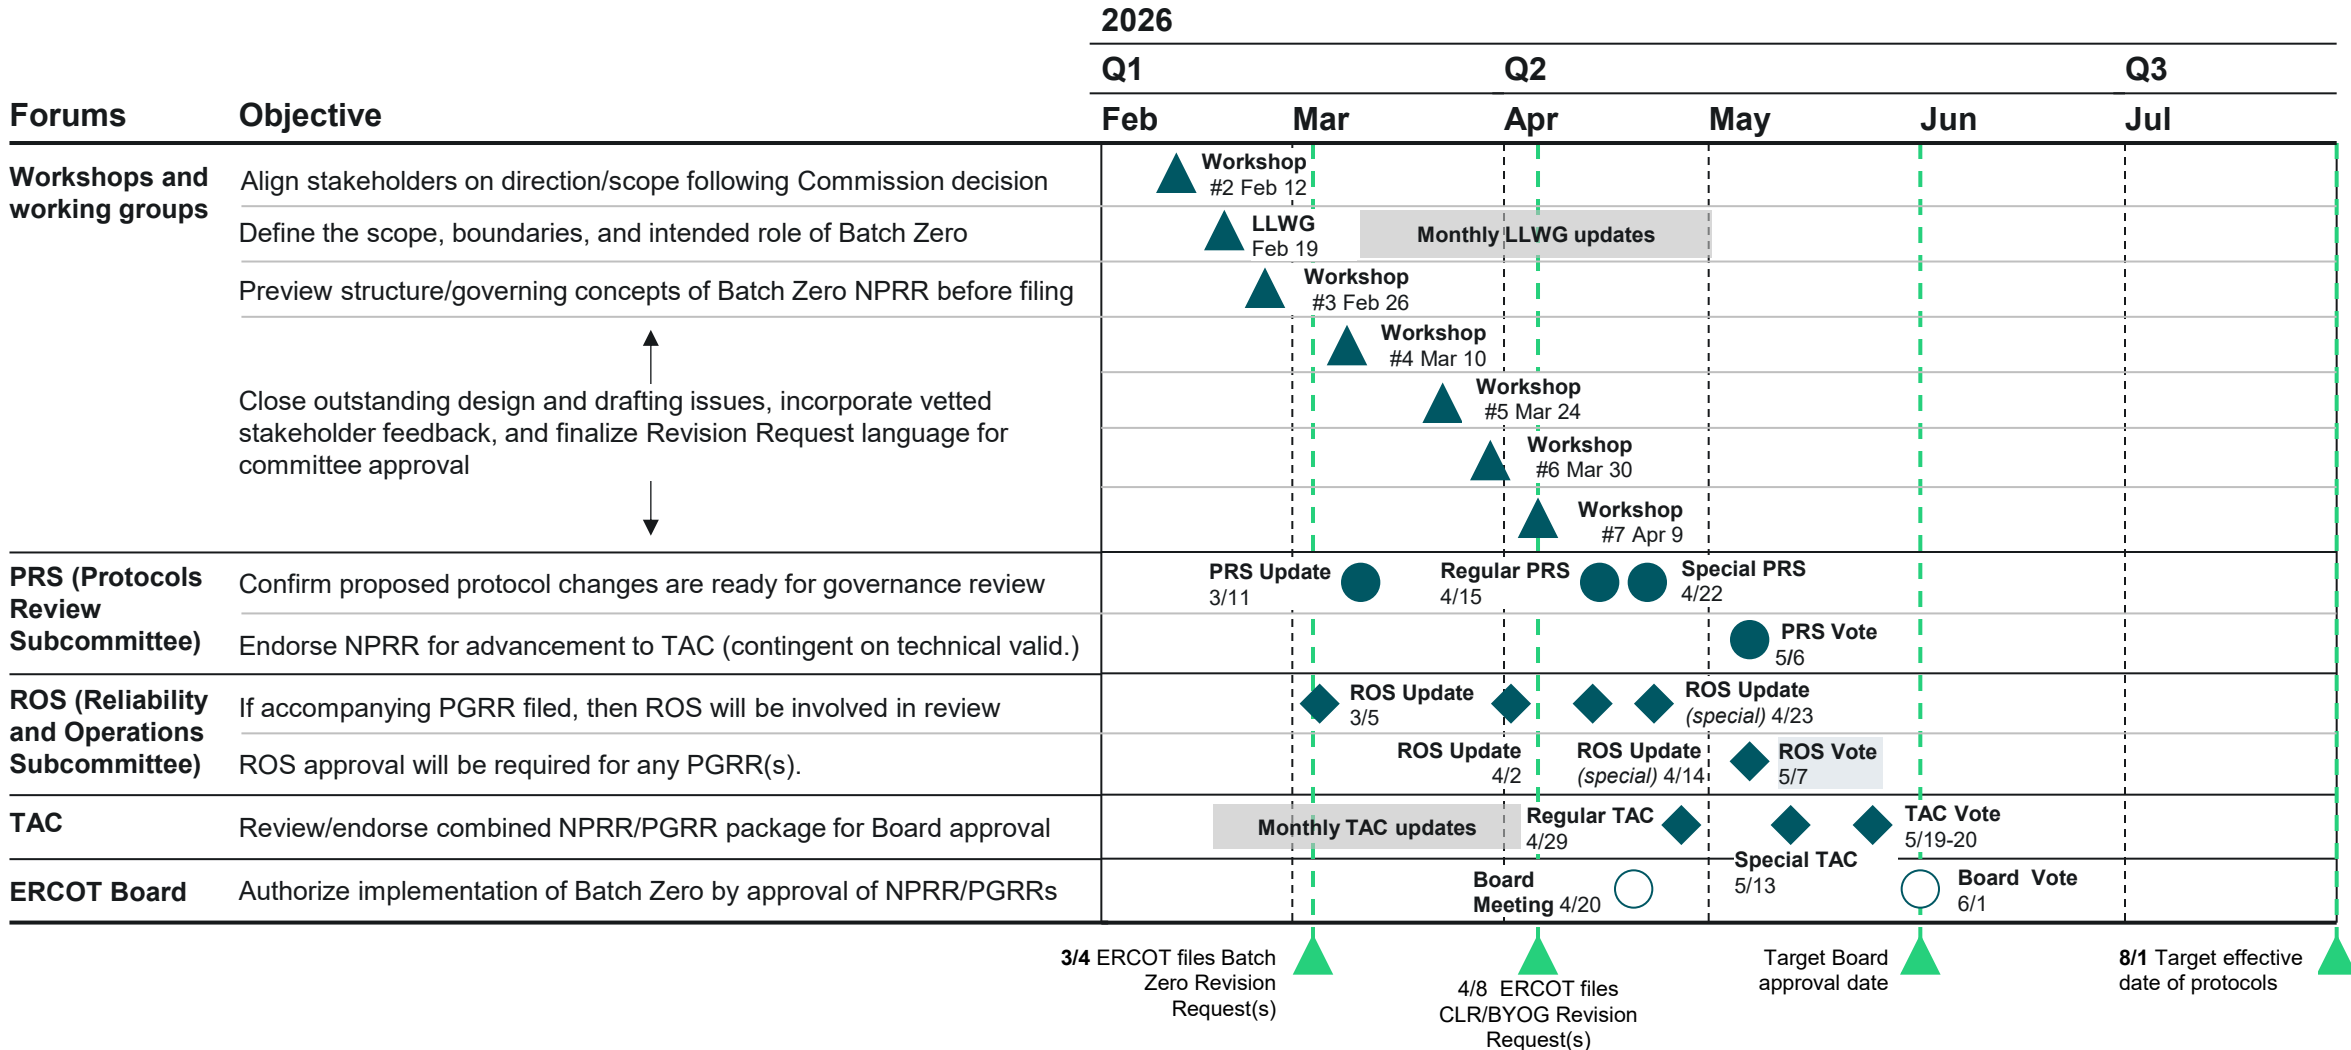 2026
Q1 Q2 Q3
Forums Objective Feb Mar Apr May Jun Jul
Workshops and
working groups
Align stakeholders on direction/scope following Commission decision
Workshop
#2 Feb 12
Define the scope, boundaries, and intended role of Batch Zero
LLWG
Feb 19
Monthly LLWG updates
Preview structure/governing concepts of Batch Zero NPRR before filing
Workshop
#3 Feb 26
Close outstanding design and drafting issues, incorporate vetted
stakeholder feedback, and finalize Revision Request language for
committee approval
Workshop
#4 Mar 10
Workshop
#5 Mar 24
Workshop
#6 Mar 30
Workshop
#7 Apr 9
PRS (Protocols
Review
Subcommittee)
Confirm proposed protocol changes are ready for governance review
PRS Update
3/11
Regular PRS
4/15
Special PRS
4/22
Endorse NPRR for advancement to TAC (contingent on technical valid.)
PRS Vote
5/6
ROS (Reliability
and Operations
Subcommittee)
If accompanying PGRR filed, then ROS will be involved in review
ROS Update
3/5
ROS Update
(special) 4/23
ROS approval will be required for any PGRR(s).
ROS Update
4/2
ROS Update
(special) 4/14
ROS Vote
5/7
TAC
Review/endorse combined NPRR/PGRR package for Board approval
Monthly TAC updates
Regular TAC
4/29
Special TAC
5/13
TAC Vote
5/19-20
ERCOT Board
Authorize implementation of Batch Zero by approval of NPRR/PGRRs
Board
Meeting 4/20
Board Vote
6/1
3/4 ERCOT files Batch
Zero Revision
Request(s)
4/8 ERCOT files
CLR/BYOG Revision
Request(s)
Target Board
approval date
8/1 Target effective
date of protocols